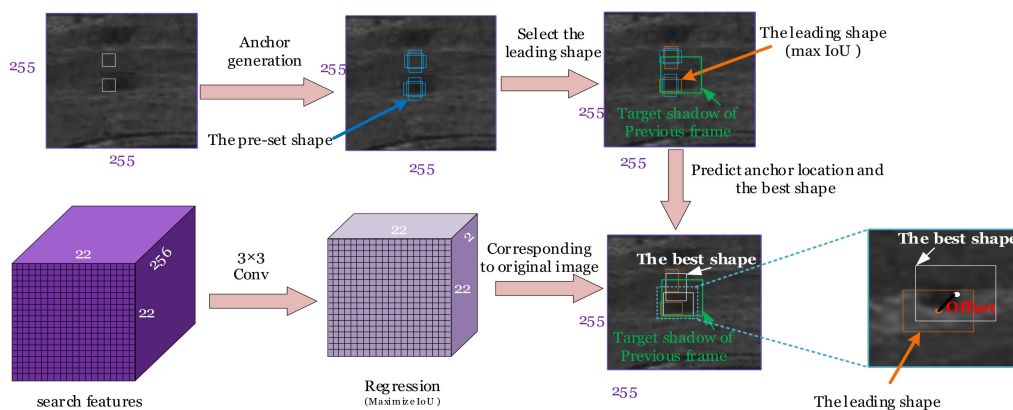 255
255
Anchor
generation
255
255
The pre-set shape
Select the
leading shape
255
255
The leading shape
(max IoU )
Target shadow of
Previous frame
Predict anchor location and
the best shape
22
256
22
search features
3×3
Conv
22
2
22
Regression
(Maximize IoU)
Corresponding
to original image
255
255
The best shape
Target shadow of
Previous frame
The best shape
Offset
The leading shape